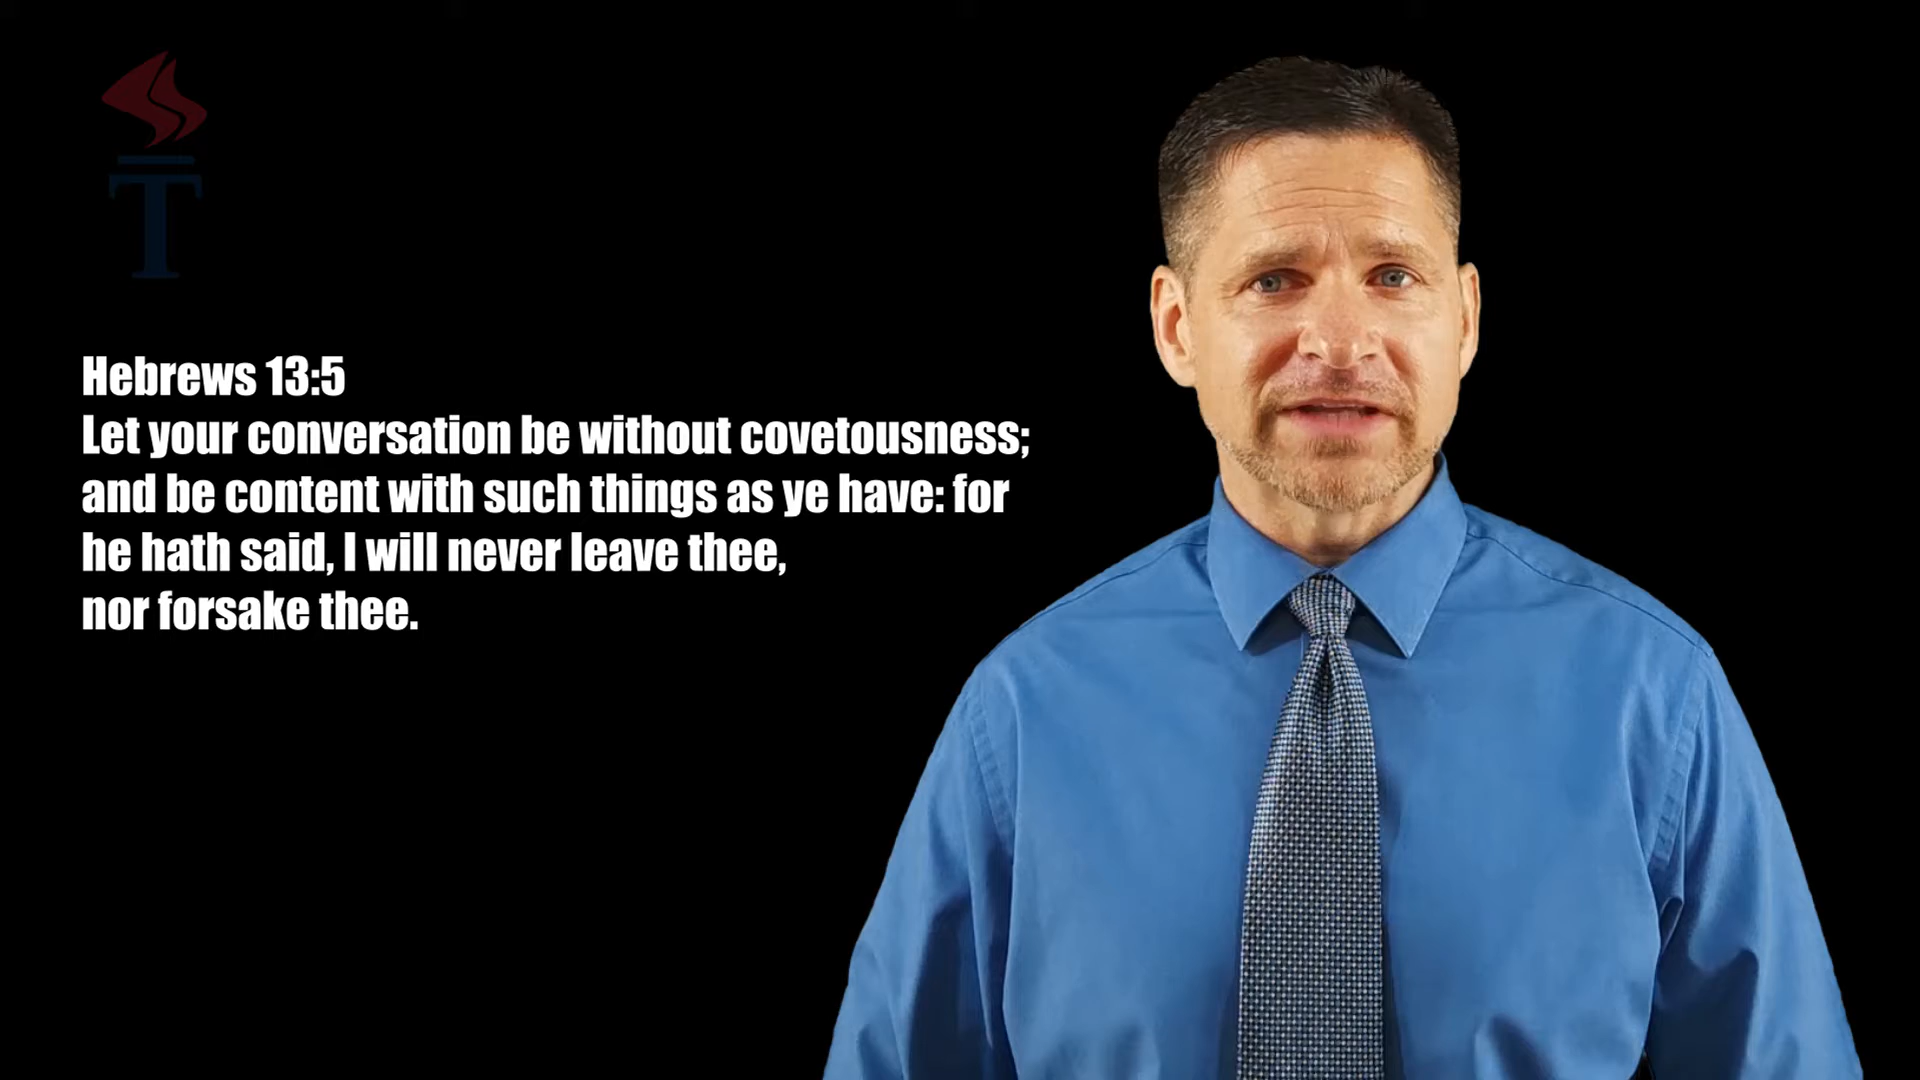 T
Hebrews 13:5
Let your conversation be without covetousness;
and be content with such things as ye have: for
he hath said, I will never leave thee,
nor forsake thee.